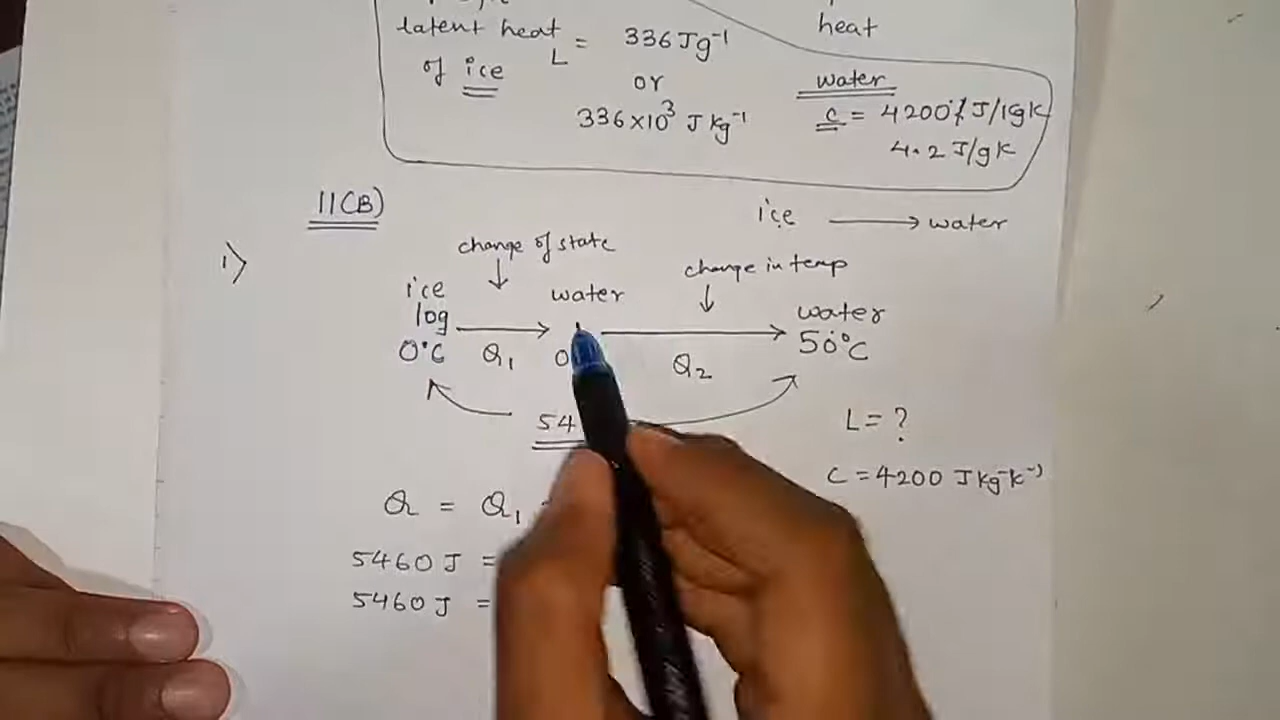 latent heat L = 336 Jg⁻¹
heat
of ice
or
water
336×10³ J Kg⁻¹
c = 4200 J/kgK
4.2 J/gK
11(B)
ice → water
1)
change of state
change in temp
ice
water
water
10g
0°C
Q₁
0
Q₂
50°C
54
L = ?
C = 4200 J Kg⁻K⁻¹
Q = Q₁
5460 J =
5460 J =